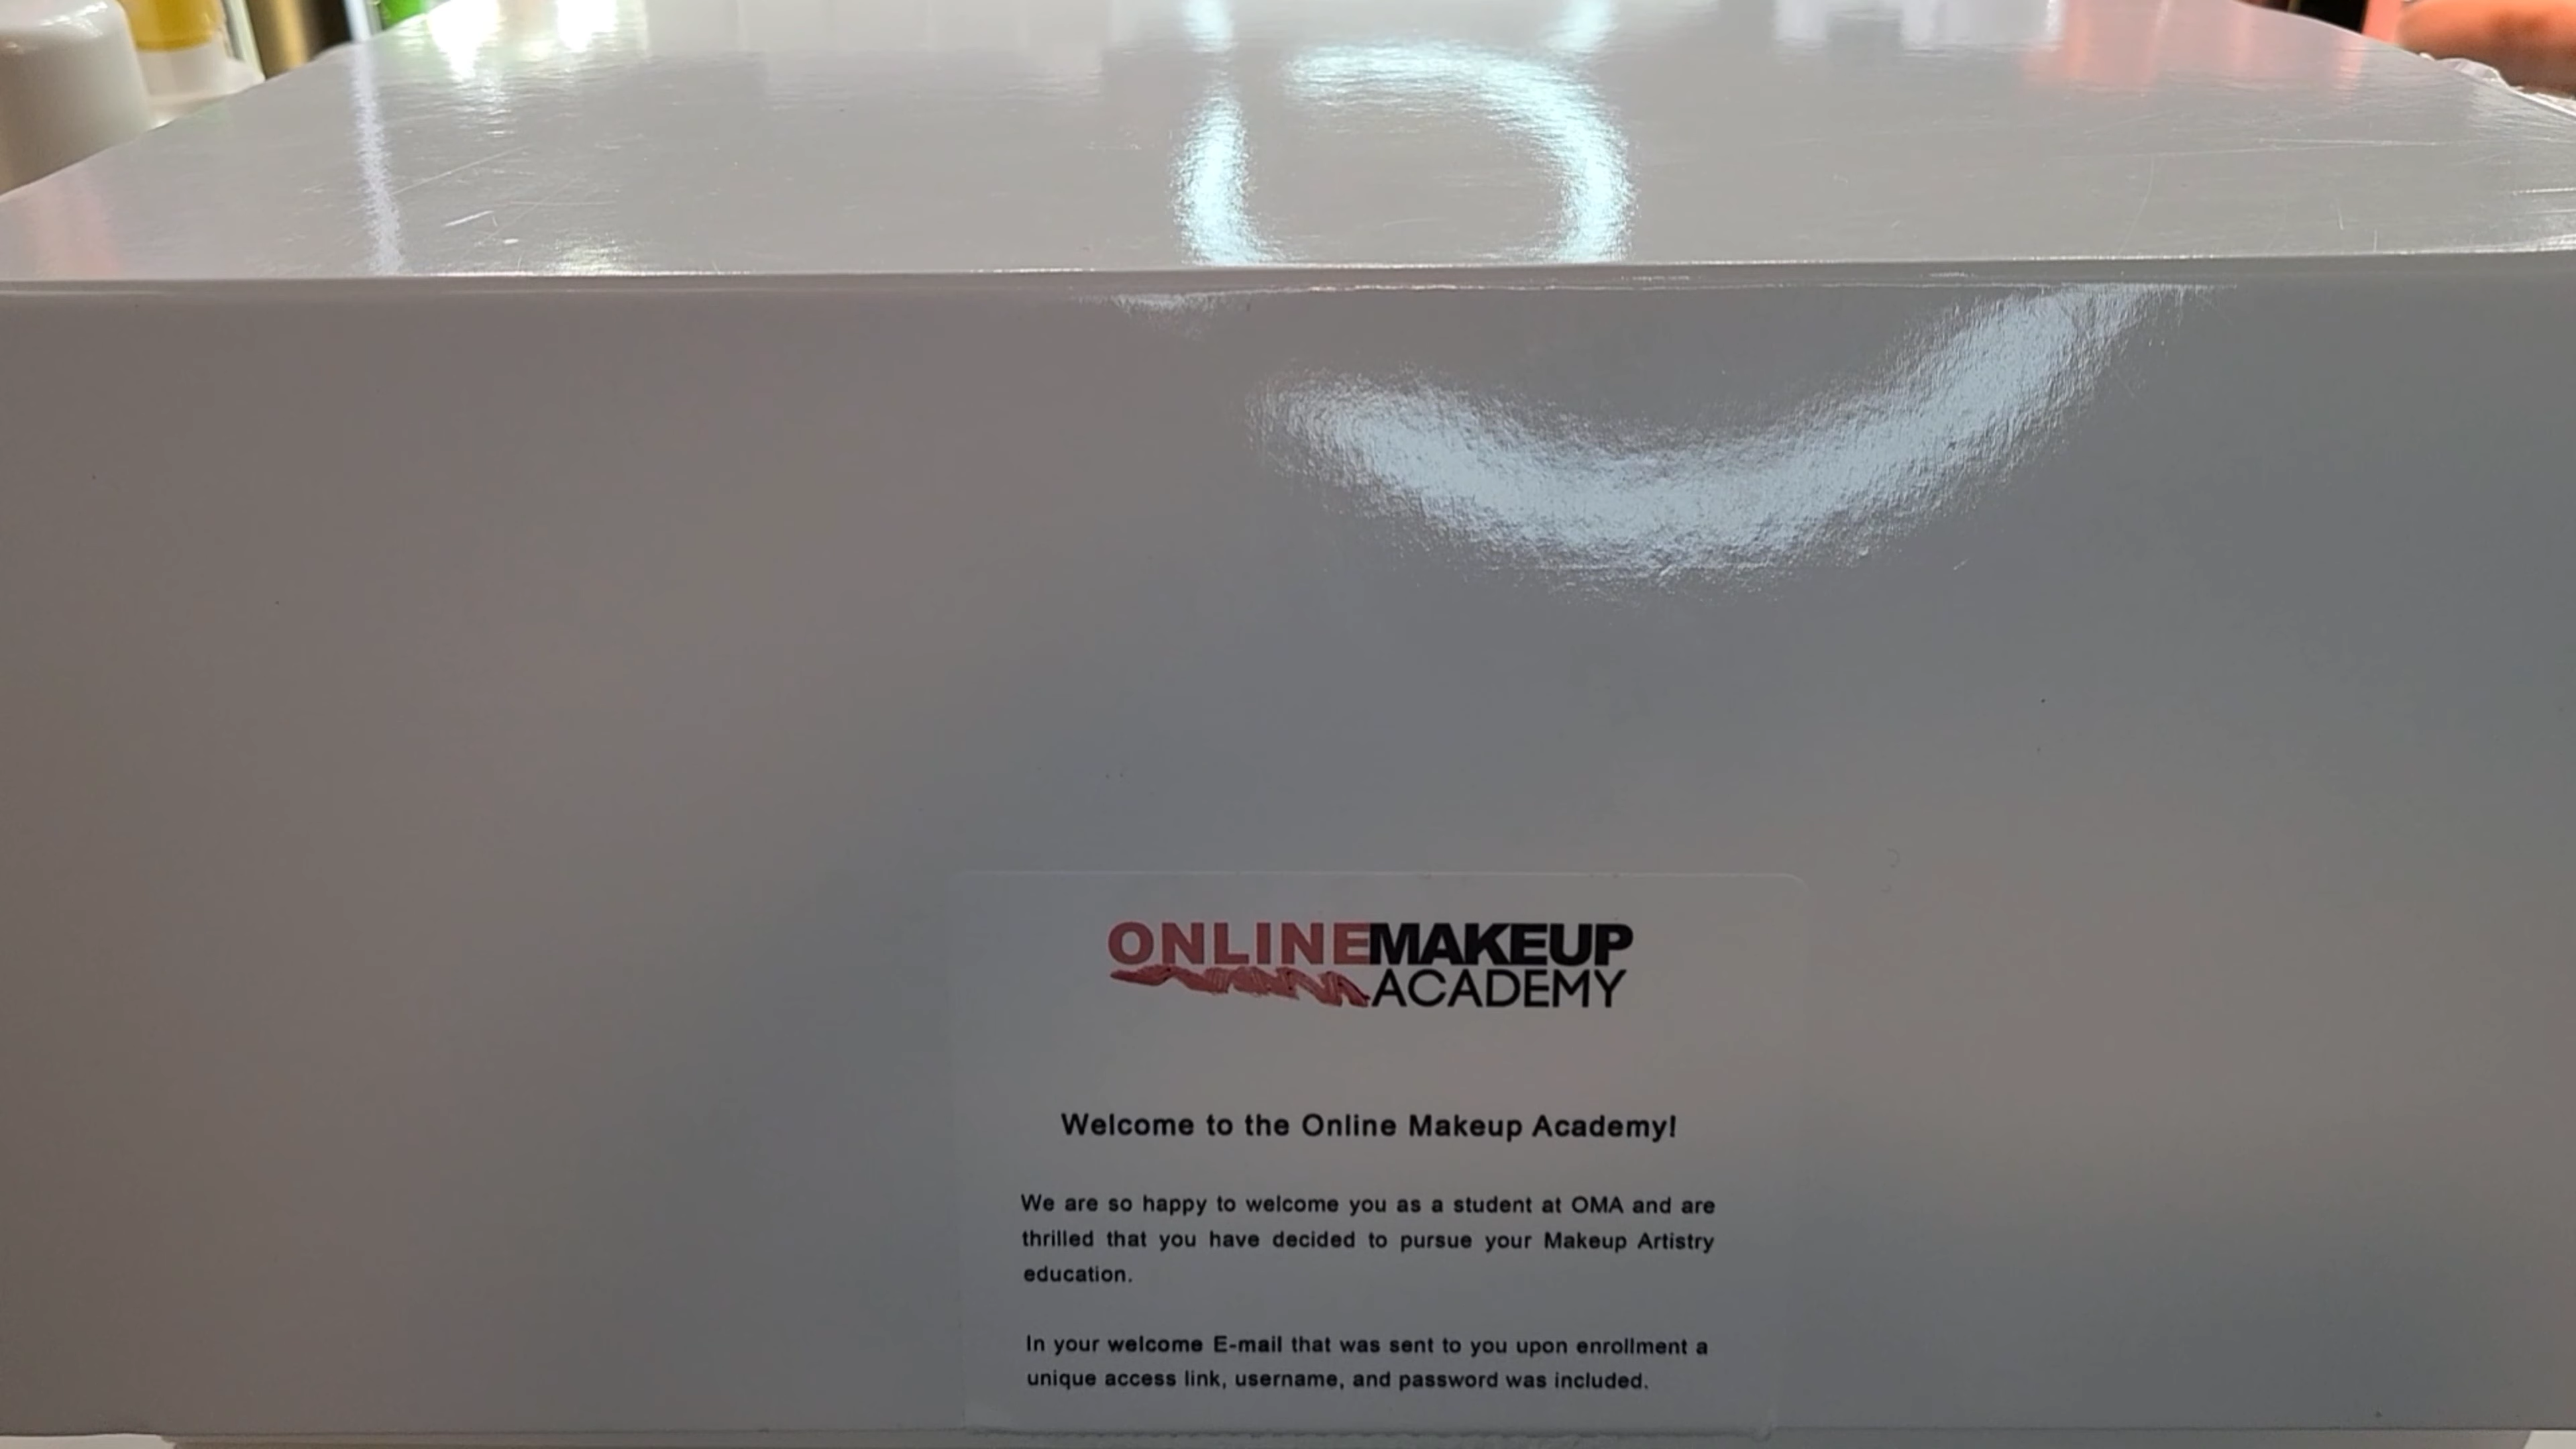 ONLINEMAKEUP
ACADEMY
Welcome to the Online Makeup Academy!
We are so happy to welcome you as a student at OMA and are
thrilled that you have decided to pursue your Makeup Artistry
education.
In your welcome E-mail that was sent to you upon enrollment a
unique access link, username, and password was included.